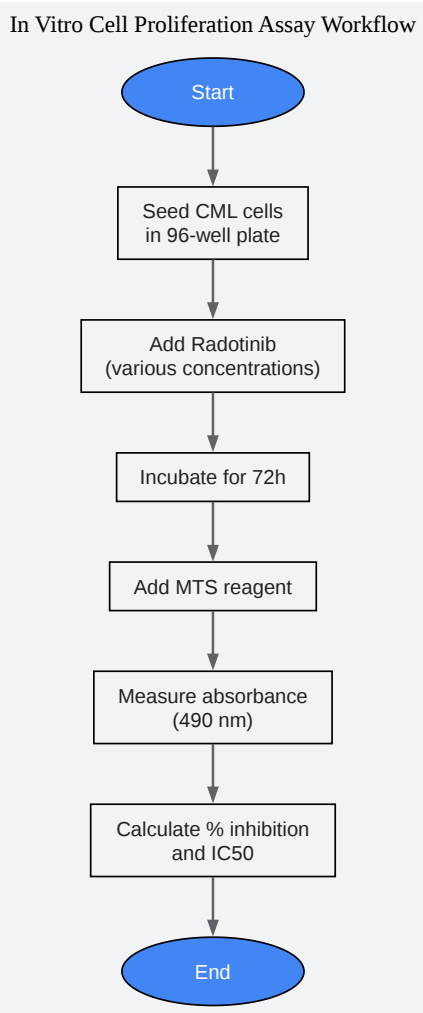 In Vitro Cell Proliferation Assay Workflow
Start
Seed CML cells
in 96-well plate
Add Radotinib
(various concentrations)
Incubate for 72h
Add MTS reagent
Measure absorbance
(490 nm)
Calculate % inhibition
and IC50
End